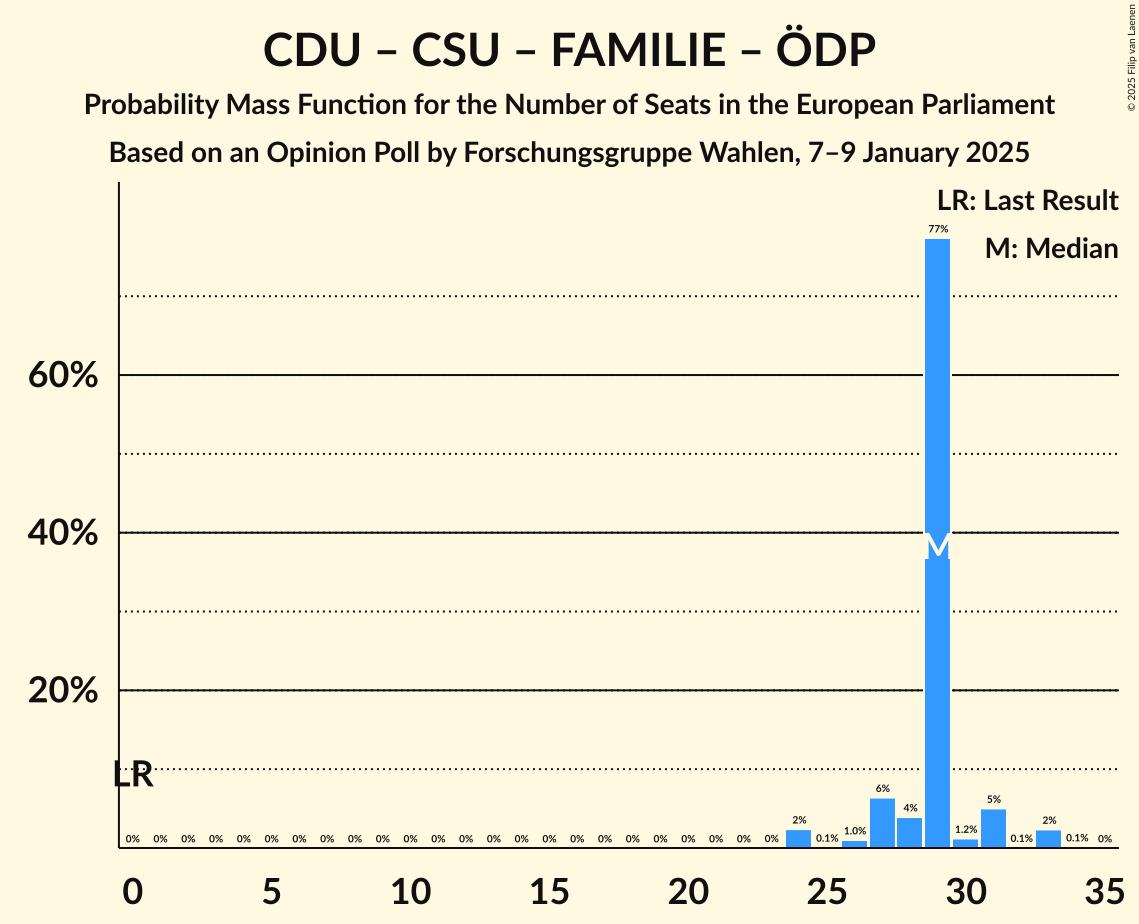 CDU – CSU – FAMILIE – ÖDP
Probability Mass Function for the Number of Seats in the European Parliament
Based on an Opinion Poll by Forschungsgruppe Wahlen, 7–9 January 2025
© 2025 Filip van Laenen
LR: Last Result
M: Median
77%
60%
40%
M
20%
LR
0% 0% 0% 0% 0% 0% 0% 0% 0% 0% 0% 0% 0% 0% 0% 0% 0% 0% 0% 0% 0% 0% 0% 0% 2% 0.1% 1.0% 6% 4% 1.2% 5% 0.1% 2% 0.1% 0%
0 5 10 15 20 25 30 35